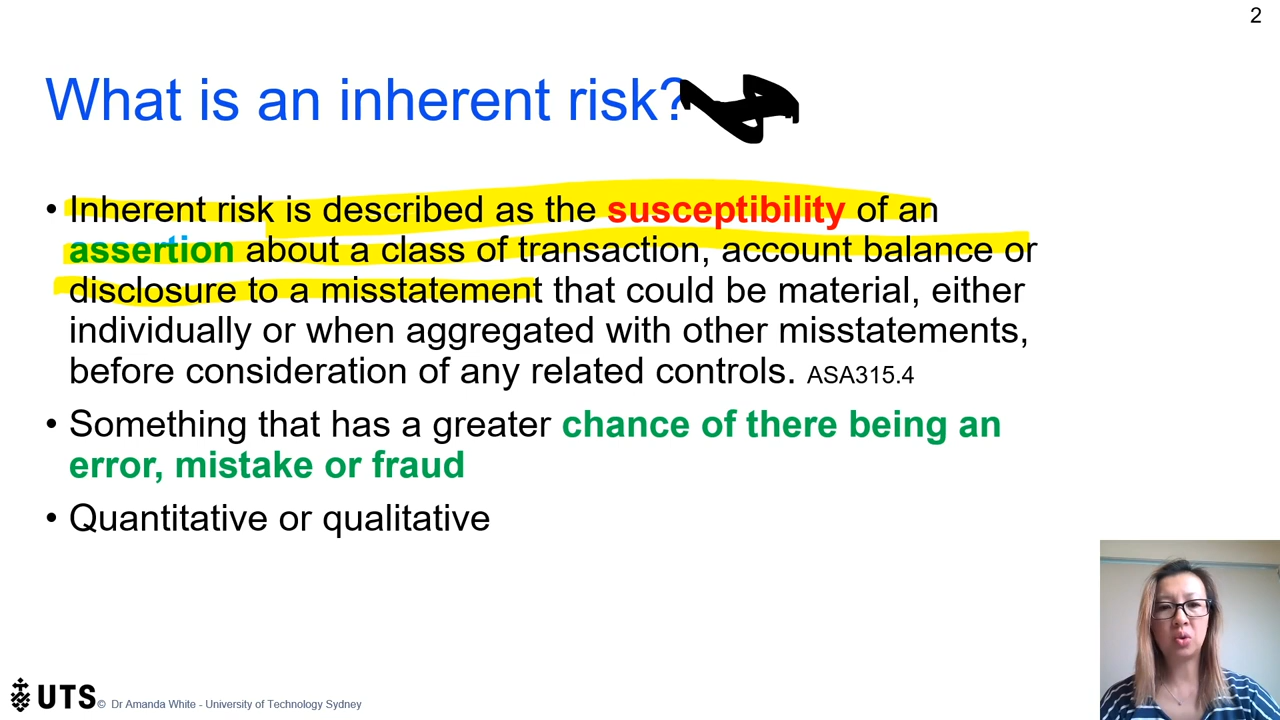 2
What is an inherent risk?
• Inherent risk is described as the susceptibility of an
assertion about a class of transaction, account balance or
disclosure to a misstatement that could be material, either
individually or when aggregated with other misstatements,
before consideration of any related controls. ASA315.4
• Something that has a greater chance of there being an
error, mistake or fraud
• Quantitative or qualitative
UTS © Dr Amanda White - University of Technology Sydney